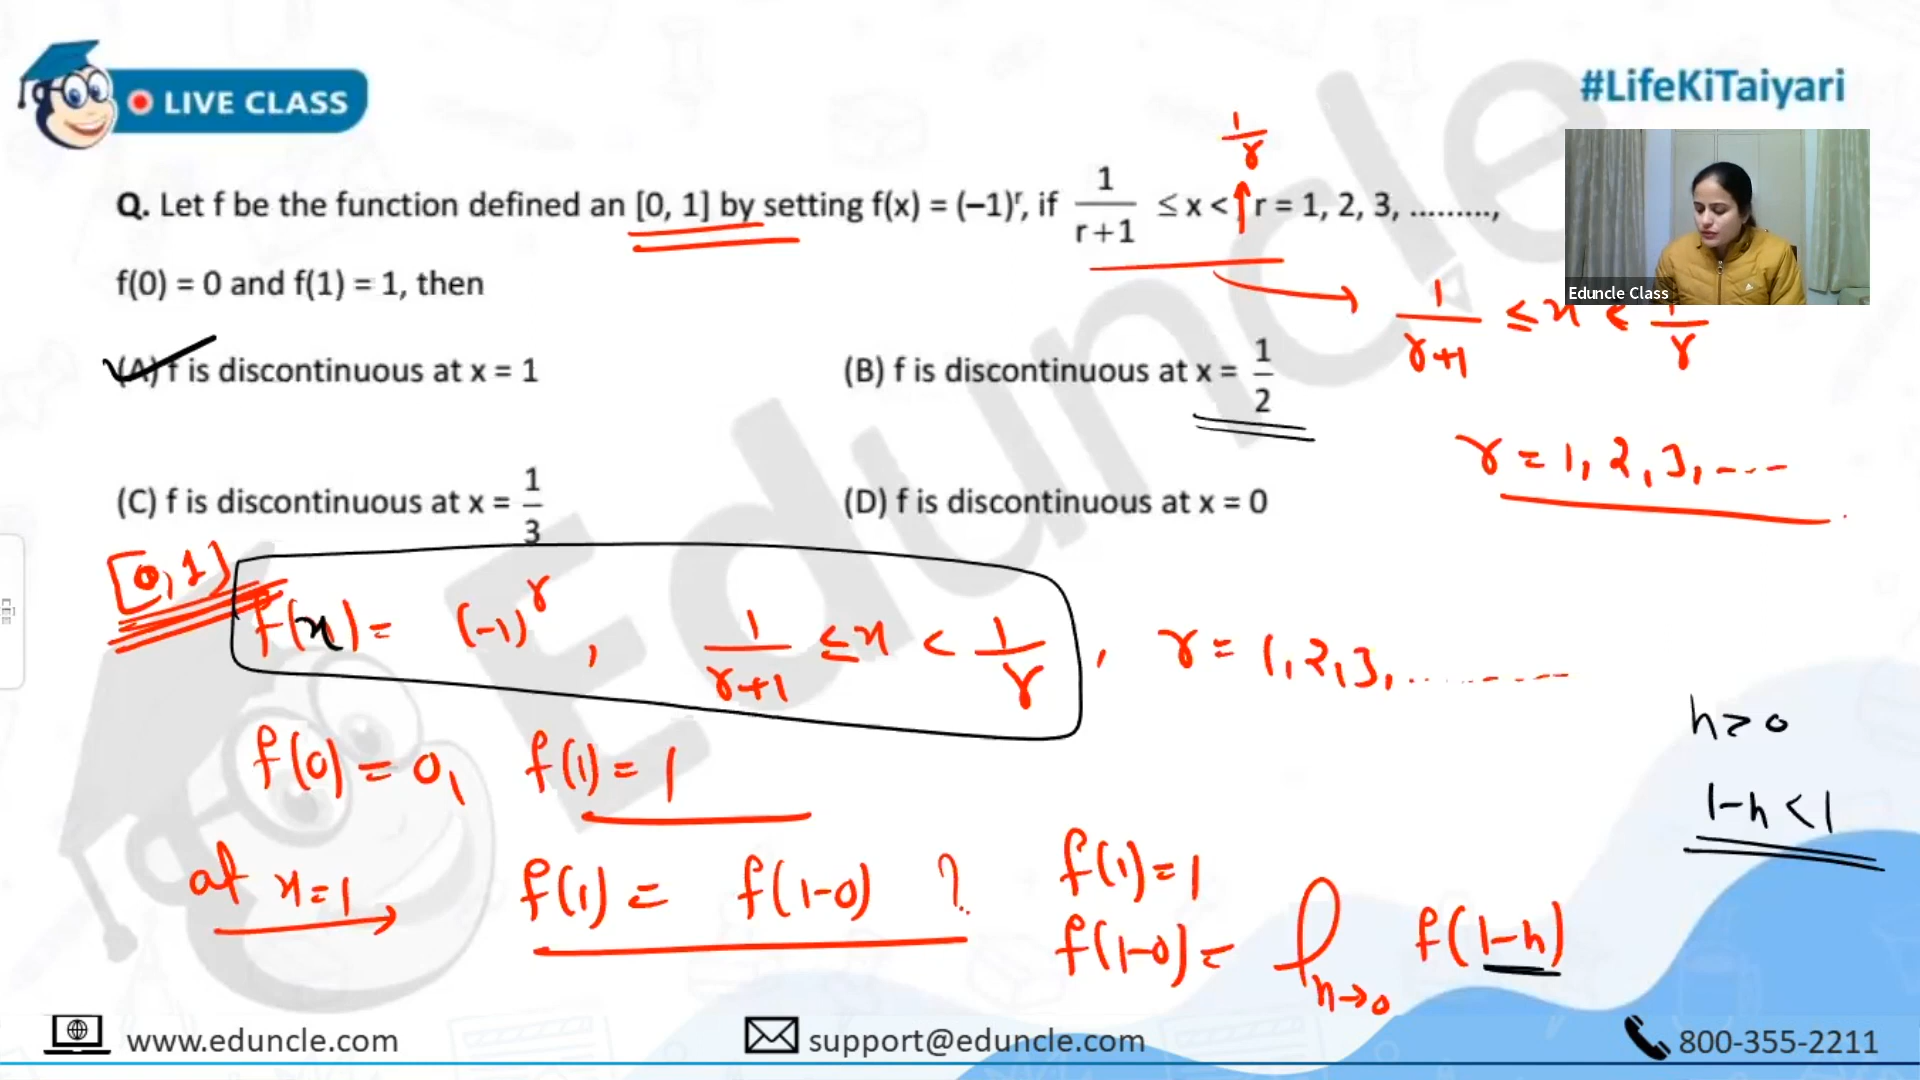 LIVE CLASS
#LifeKiTaiyari
1/r
Q. Let f be the function defined an [0, 1] by setting f(x) = (−1)ʳ, if 1/(r+1) ≤ x < r = 1, 2, 3, .........,
Eduncle Class
f(0) = 0 and f(1) = 1, then
1/(r+1) ≤ x < 1/r
(A) f is discontinuous at x = 1
(B) f is discontinuous at x = 1/2
r = 1, 2, 3, ----
(C) f is discontinuous at x = 1/3
(D) f is discontinuous at x = 0
[0, 1]
f(x) = (-1)ʳ, 1/(r+1) ≤ x < 1/r, r = 1, 2, 3, ........
h > 0
f(0) = 0, f(1) = 1
1-h < 1
at x = 1
f(1) = f(1-0) ?
f(1) = 1
f(1-0) = l h→0 f(1-h)
Eduncle
www.eduncle.com
support@eduncle.com
800-355-2211